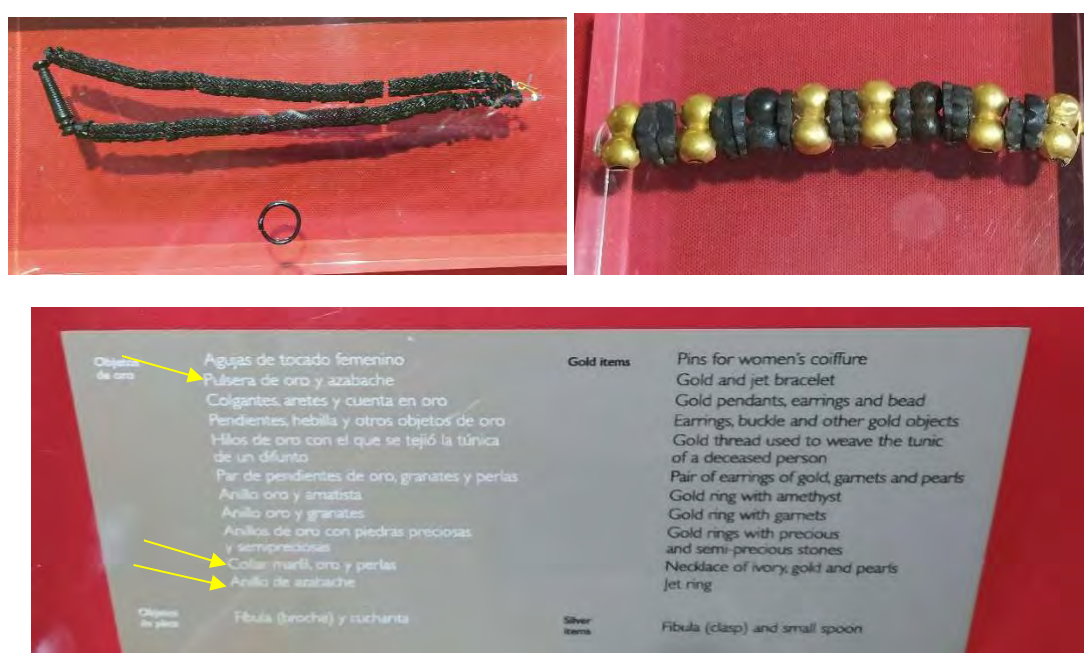 Objetos
de oro
Agujas de tocado femenino
Pulsera de oro y azabache
Colgantes, aretes y cuenta en oro
Pendientes, hebilla y otros objetos de oro
Hilos de oro con el que se tejió la túnica
de un difunto
Par de pendientes de oro, granates y perlas
Anillo oro y amatista
Anillo oro y granates
Anillos de oro con piedras preciosas
y semipreciosas
Collar marfil, oro y perlas
Anillo de azabache
Objetos
de plata
Fíbula (broche) y cucharita
Gold items
Pins for women's coiffure
Gold and jet bracelet
Gold pendants, earrings and bead
Earrings, buckle and other gold objects
Gold thread used to weave the tunic
of a deceased person
Pair of earrings of gold, garnets and pearls
Gold ring with amethyst
Gold ring with garnets
Gold rings with precious
and semi-precious stones
Necklace of ivory, gold and pearls
Jet ring
Silver
items
Fibula (clasp) and small spoon